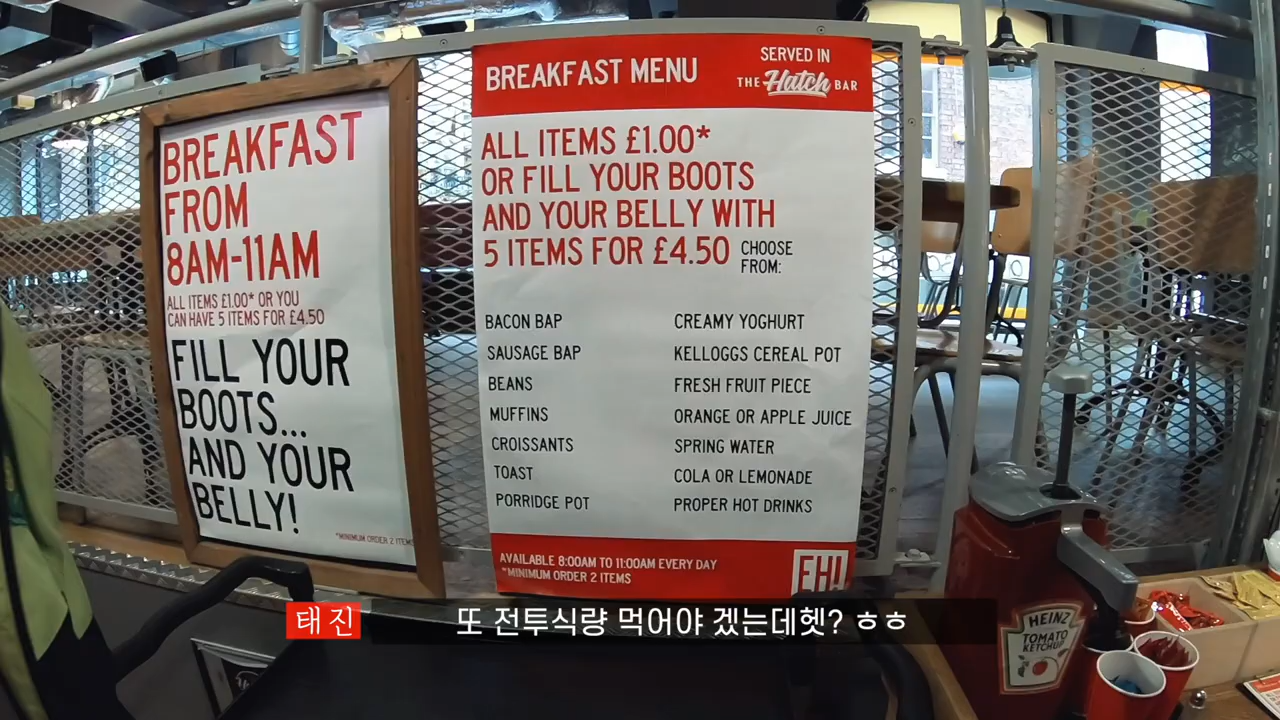 BREAKFAST
FROM
8AM-11AM
ALL ITEMS £1.00* OR YOU
CAN HAVE 5 ITEMS FOR £4.50
FILL YOUR
BOOTS...
AND YOUR
BELLY!
*MINIMUM ORDER 2 ITEMS
BREAKFAST MENU
SERVED IN
THE Hatch BAR
ALL ITEMS £1.00*
OR FILL YOUR BOOTS
AND YOUR BELLY WITH
5 ITEMS FOR £4.50 CHOOSE
FROM:
BACON BAP
SAUSAGE BAP
BEANS
MUFFINS
CROISSANTS
TOAST
PORRIDGE POT
CREAMY YOGHURT
KELLOGGS CEREAL POT
FRESH FRUIT PIECE
ORANGE OR APPLE JUICE
SPRING WATER
COLA OR LEMONADE
PROPER HOT DRINKS
AVAILABLE 8:00AM TO 11:00AM EVERY DAY
*MINIMUM ORDER 2 ITEMS
EH!
HEINZ
TOMATO
KETCHUP
태진
또 전투식량 먹어야 겠는데헷? ㅎㅎ